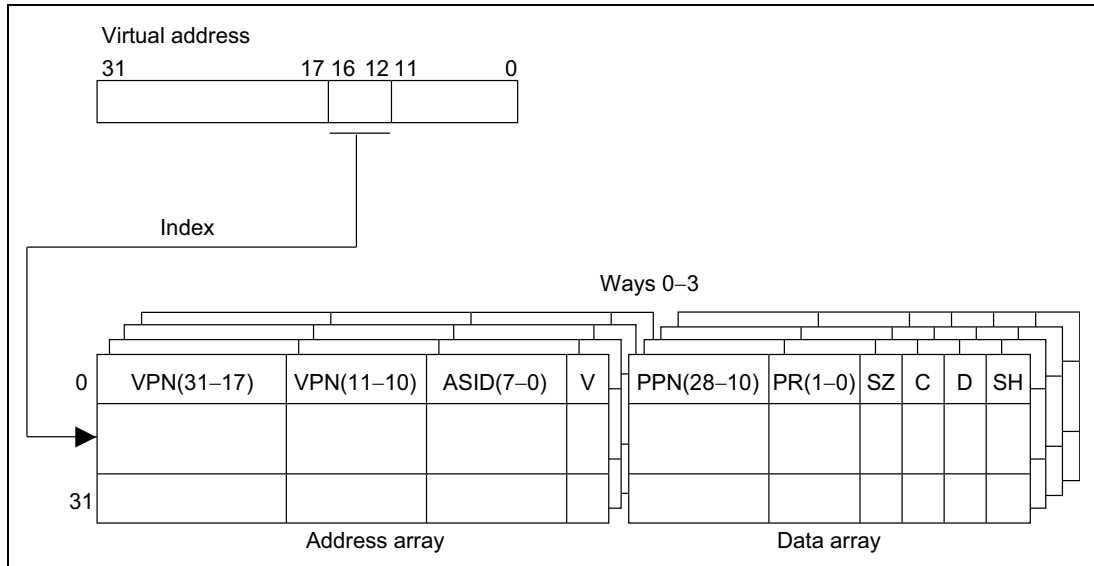 Virtual address
31 17 16 12 11 0
Index
Ways 0–3
0 VPN(31–17) VPN(11–10) ASID(7–0) V PPN(28–10) PR(1–0) SZ C D SH
31
Address array Data array